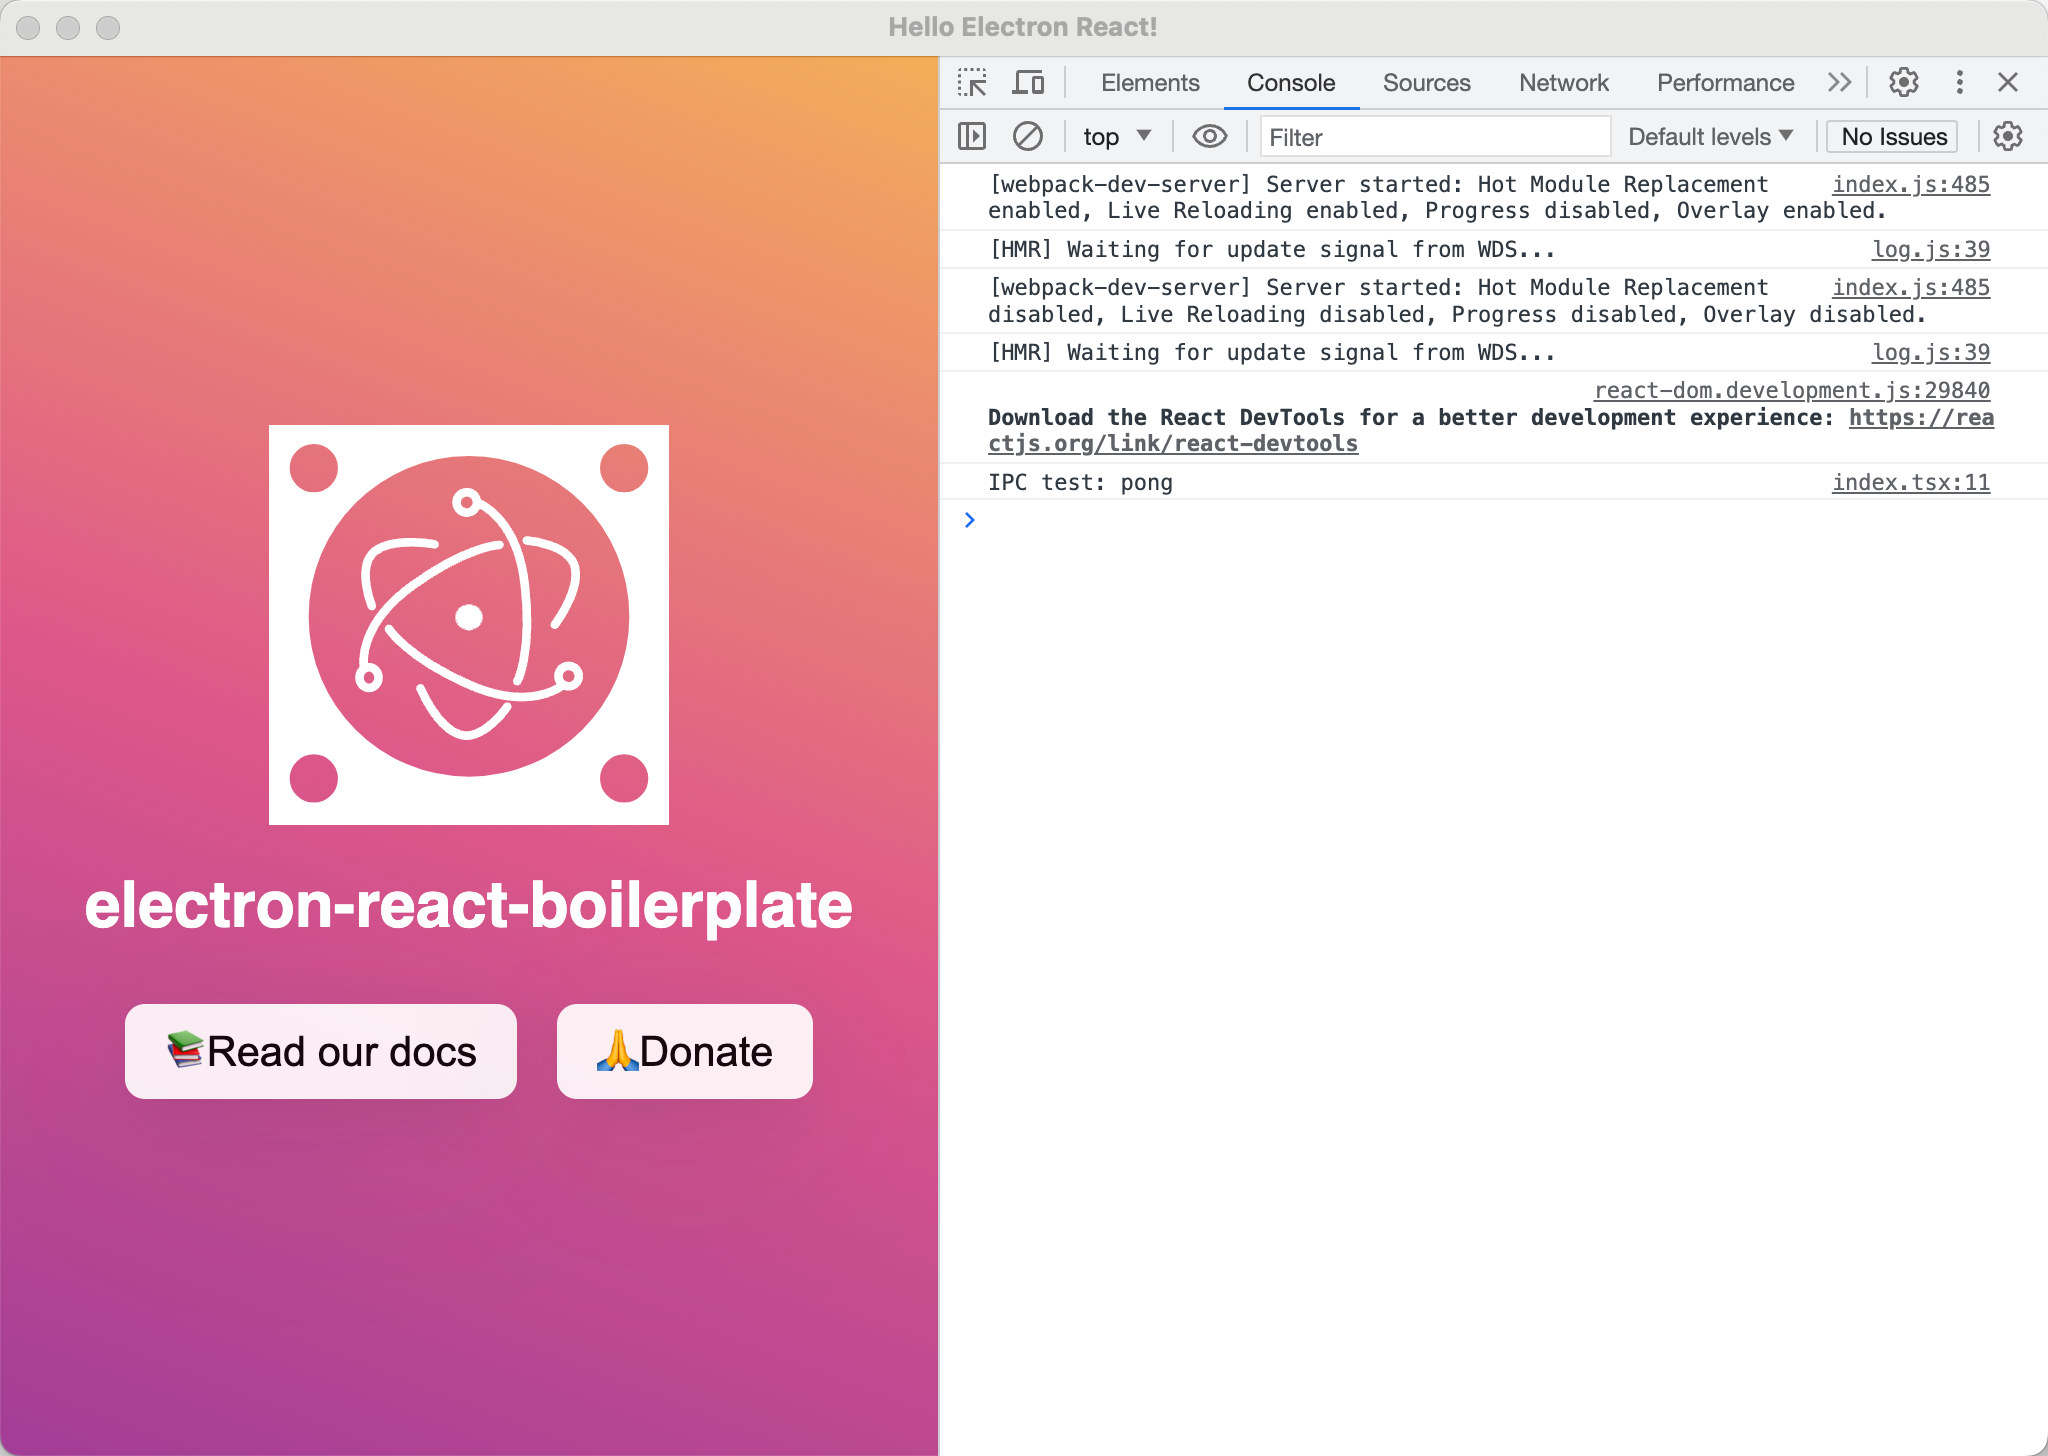 Hello Electron React!
Elements Console Sources Network Performance
top Filter Default levels No Issues
[webpack-dev-server] Server started: Hot Module Replacement index.js:485
enabled, Live Reloading enabled, Progress disabled, Overlay enabled.
[HMR] Waiting for update signal from WDS... log.js:39
[webpack-dev-server] Server started: Hot Module Replacement index.js:485
disabled, Live Reloading disabled, Progress disabled, Overlay disabled.
[HMR] Waiting for update signal from WDS... log.js:39
react-dom.development.js:29840
Download the React DevTools for a better development experience: https://rea
ctjs.org/link/react-devtools
IPC test: pong index.tsx:11
electron-react-boilerplate
📚Read our docs
🙏Donate